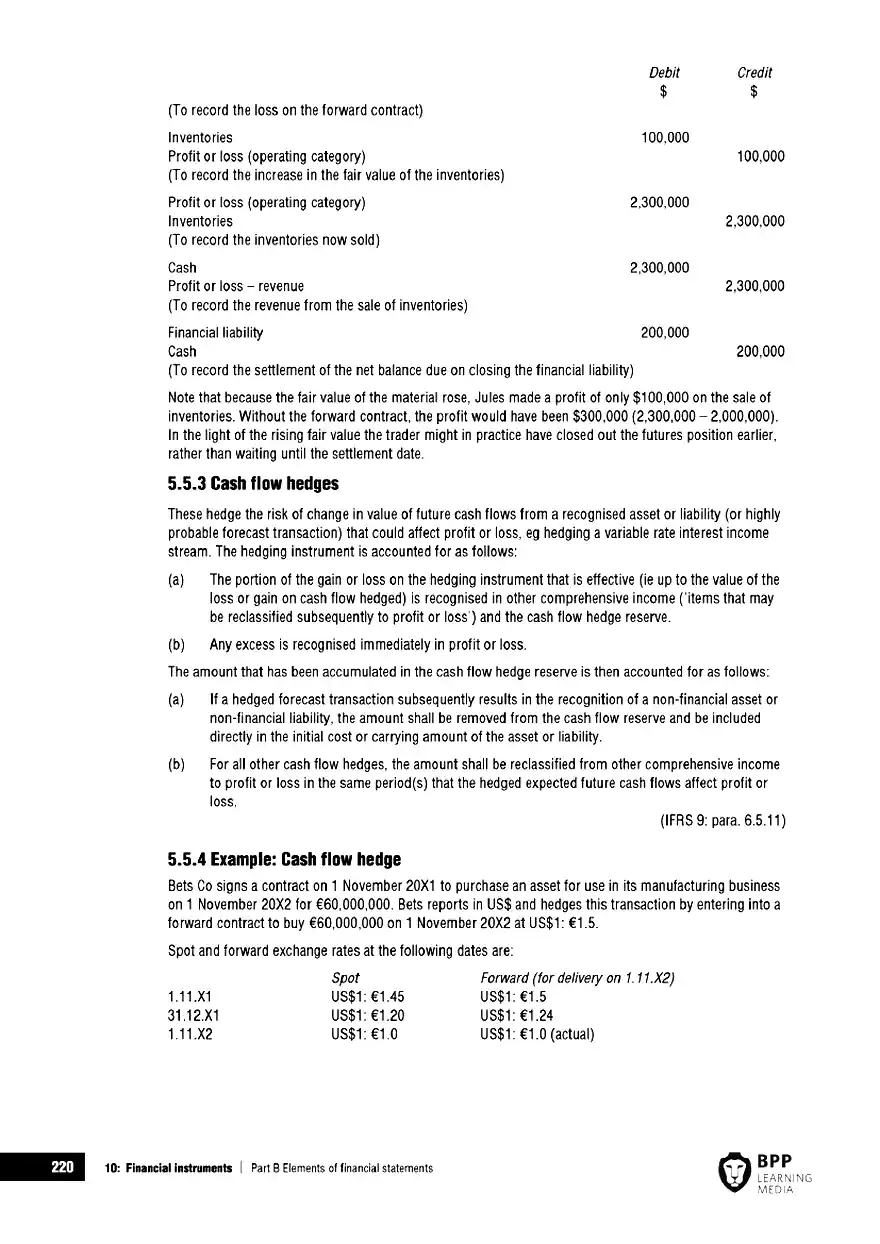 Debit Credit
$ $
(To record the loss on the forward contract)
Inventories 100,000
Profit or loss (operating category) 100,000
(To record the increase in the fair value of the inventories)
Profit or loss (operating category) 2,300,000
Inventories 2,300,000
(To record the inventories now sold)
Cash 2,300,000
Profit or loss – revenue 2,300,000
(To record the revenue from the sale of inventories)
Financial liability 200,000
Cash 200,000
(To record the settlement of the net balance due on closing the financial liability)
Note that because the fair value of the material rose, Jules made a profit of only $100,000 on the sale of
inventories. Without the forward contract, the profit would have been $300,000 (2,300,000 – 2,000,000).
In the light of the rising fair value the trader might in practice have closed out the futures position earlier,
rather than waiting until the settlement date.
5.5.3 Cash flow hedges
These hedge the risk of change in value of future cash flows from a recognised asset or liability (or highly
probable forecast transaction) that could affect profit or loss, eg hedging a variable rate interest income
stream. The hedging instrument is accounted for as follows:
(a) The portion of the gain or loss on the hedging instrument that is effective (ie up to the value of the
loss or gain on cash flow hedged) is recognised in other comprehensive income ('items that may
be reclassified subsequently to profit or loss') and the cash flow hedge reserve.
(b) Any excess is recognised immediately in profit or loss.
The amount that has been accumulated in the cash flow hedge reserve is then accounted for as follows:
(a) If a hedged forecast transaction subsequently results in the recognition of a non-financial asset or
non-financial liability, the amount shall be removed from the cash flow reserve and be included
directly in the initial cost or carrying amount of the asset or liability.
(b) For all other cash flow hedges, the amount shall be reclassified from other comprehensive income
to profit or loss in the same period(s) that the hedged expected future cash flows affect profit or
loss.
(IFRS 9: para. 6.5.11)
5.5.4 Example: Cash flow hedge
Bets Co signs a contract on 1 November 20X1 to purchase an asset for use in its manufacturing business
on 1 November 20X2 for €60,000,000. Bets reports in US$ and hedges this transaction by entering into a
forward contract to buy €60,000,000 on 1 November 20X2 at US$1: €1.5.
Spot and forward exchange rates at the following dates are:
Spot Forward (for delivery on 1.11.X2)
1.11.X1 US$1: €1.45 US$1: €1.5
31.12.X1 US$1: €1.20 US$1: €1.24
1.11.X2 US$1: €1.0 US$1: €1.0 (actual)
220 10: Financial instruments | Part B Elements of financial statements
BPP
LEARNING
MEDIA